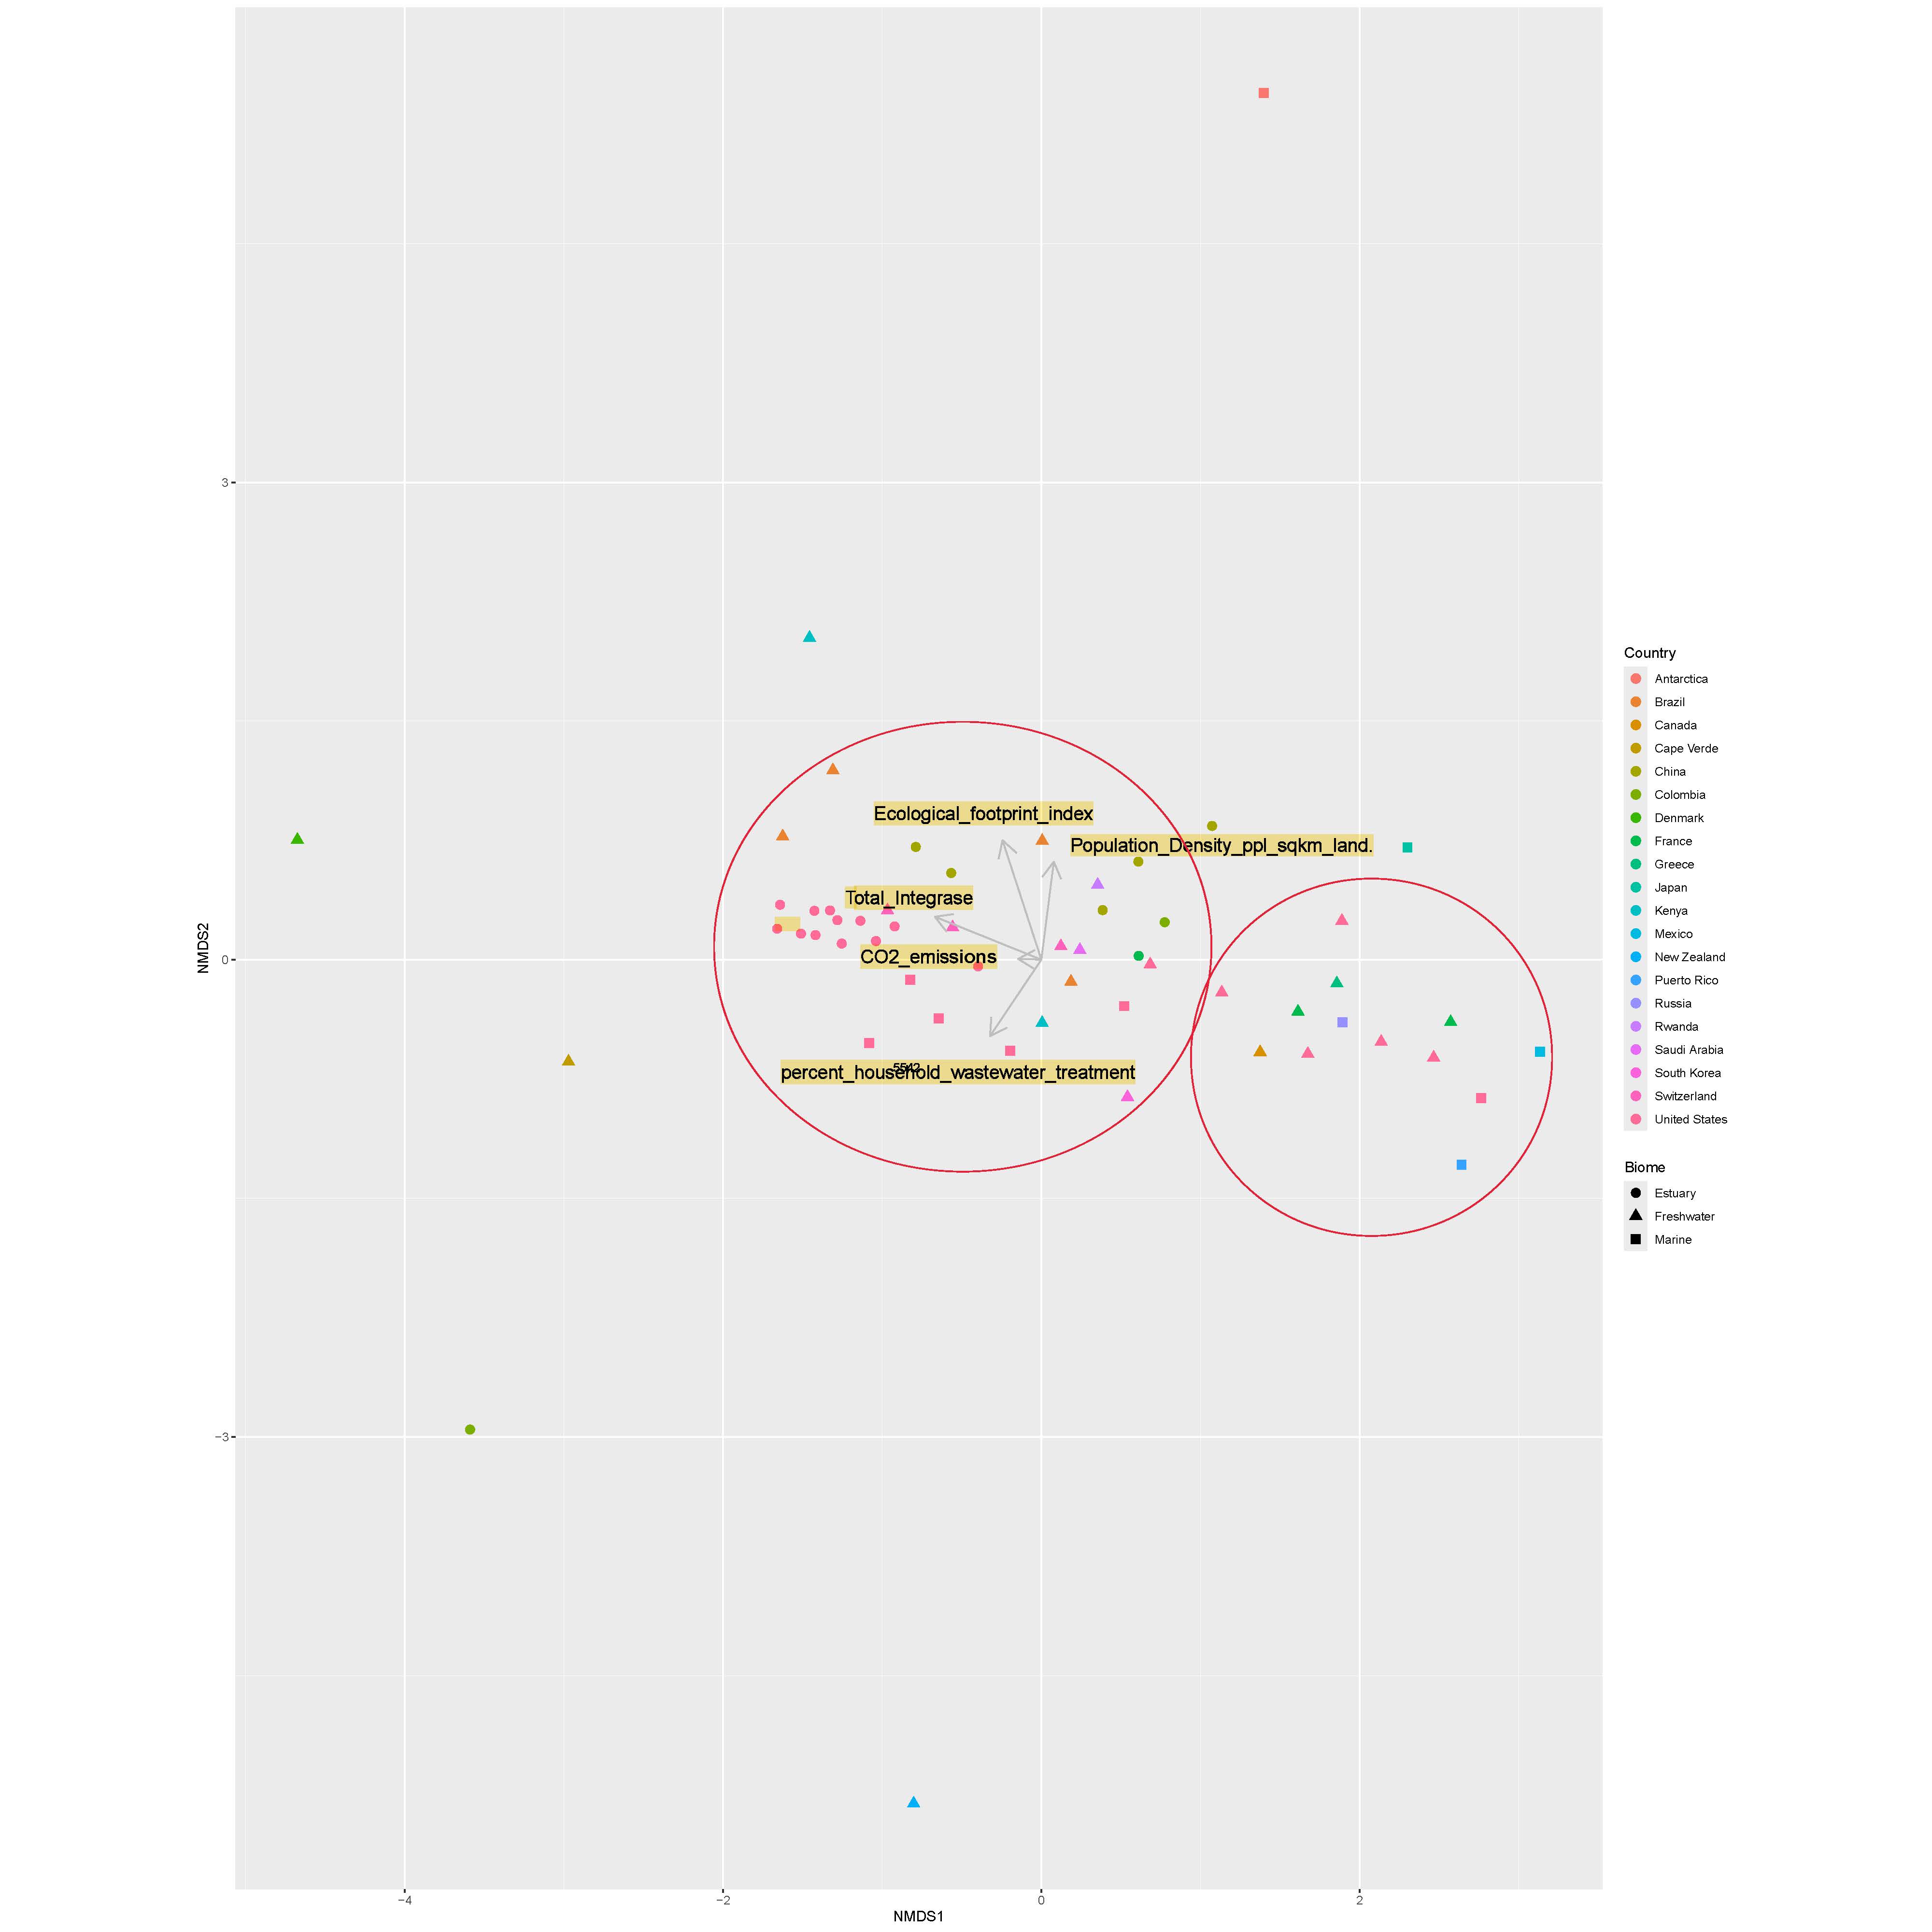 3
0
−3
NMDS2
Ecological_footprint_index
Population_Density_ppl_sqkm_land.
Total_Integrase
CO2_emissions
5542
percent_household_wastewater_treatment
−4
−2
0
2
NMDS1
Country
Antarctica
Brazil
Canada
Cape Verde
China
Colombia
Denmark
France
Greece
Japan
Kenya
Mexico
New Zealand
Puerto Rico
Russia
Rwanda
Saudi Arabia
South Korea
Switzerland
United States
Biome
Estuary
Freshwater
Marine